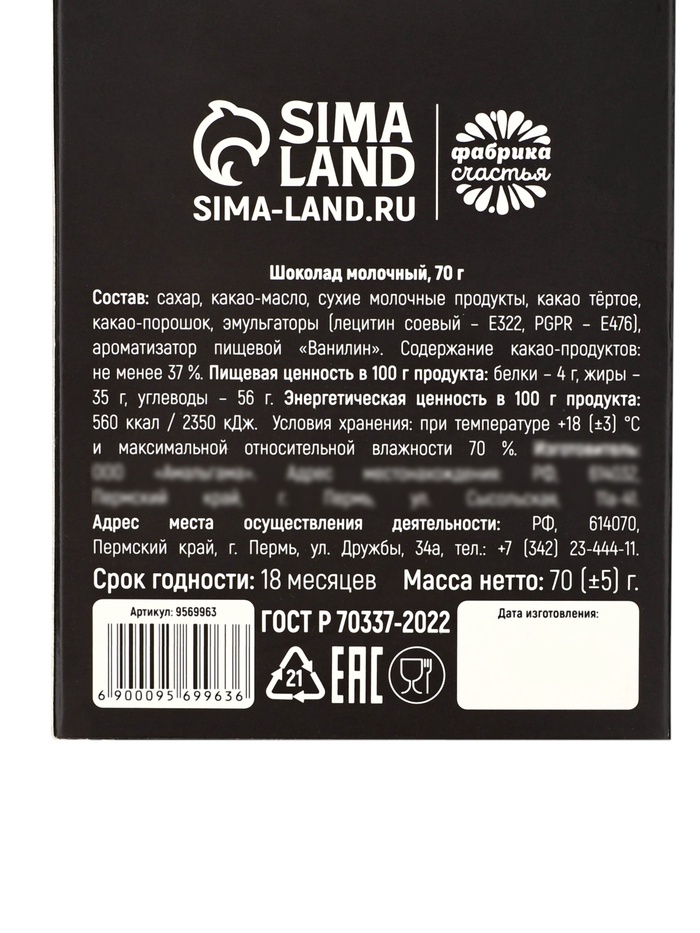 SIMA
LAND
SIMA-LAND.RU
фабрика
счастья
Шоколад молочный, 70 г
Состав: сахар, какао-масло, сухие молочные продукты, какао тёртое,
какао-порошок, эмульгаторы (лецитин соевый – E322, PGPR – E476),
ароматизатор пищевой «Ванилин». Содержание какао-продуктов:
не менее 37 %. Пищевая ценность в 100 г продукта: белки – 4 г, жиры –
35 г, углеводы – 56 г. Энергетическая ценность в 100 г продукта:
560 ккал / 2350 кДж. Условия хранения: при температуре +18 (±3) °C
и максимальной относительной влажности 70 %.
Адрес места осуществления деятельности: РФ, 614070,
Пермский край, г. Пермь, ул. Дружбы, 34а, тел.: +7 (342) 23-444-11.
Срок годности: 18 месяцев Масса нетто: 70 (±5) г.
Артикул: 9569963
6 900095 699636
ГОСТ Р 70337-2022
21
EAC
Дата изготовления: